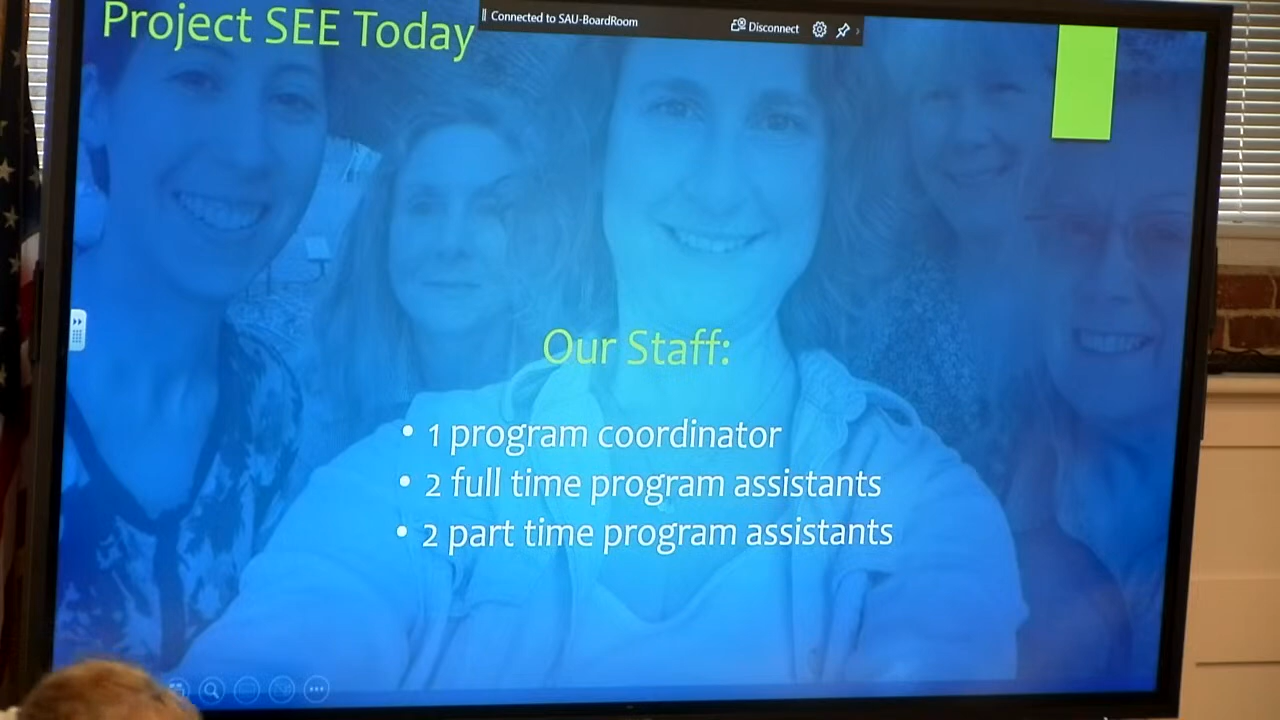 Project SEE Today
Connected to SAU-BoardRoom
Disconnect
Our Staff:
• 1 program coordinator
• 2 full time program assistants
• 2 part time program assistants